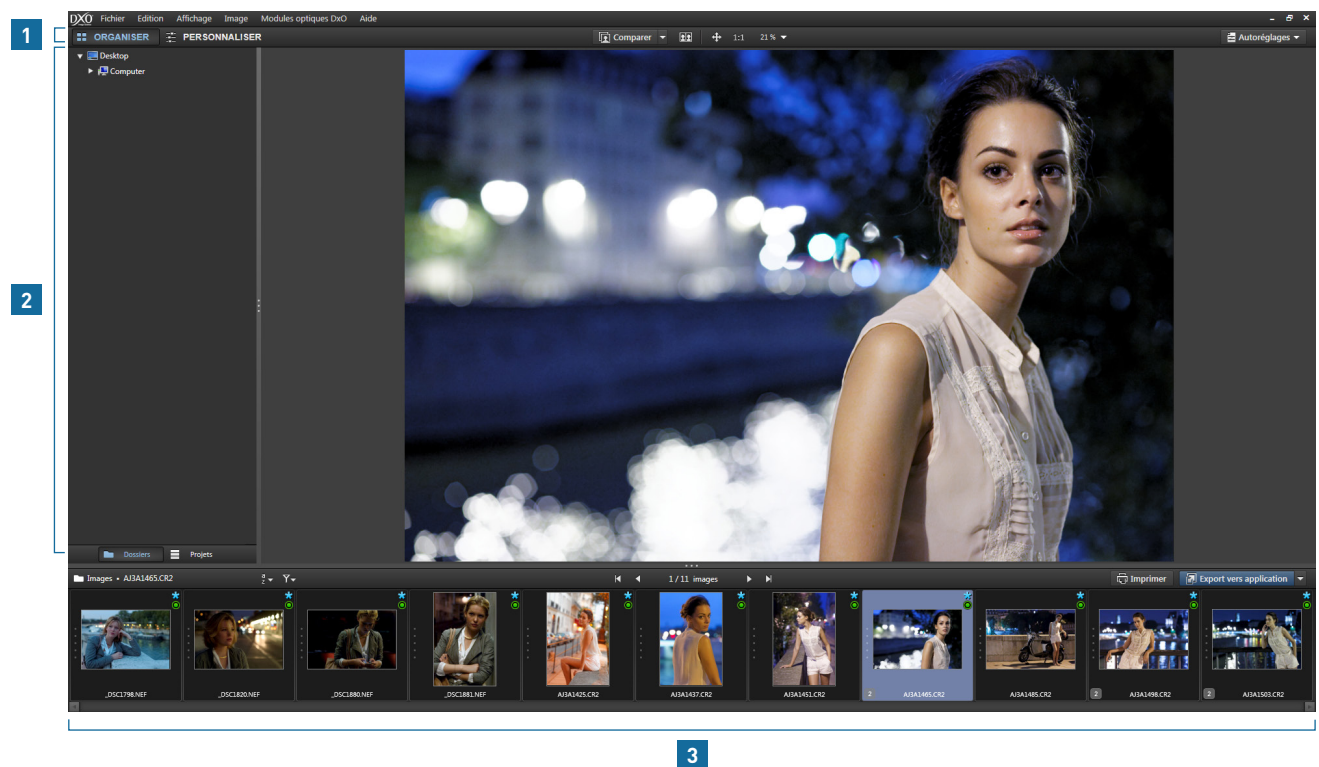 DXO Fichier Edition Affichage Image Modules optiques DxO Aide
1
ORGANISER PERSONNALISER Comparer 1:1 21 % Autoréglages
Desktop
Computer
2
Dossiers Projets
Images • AJ3A1465.CR2 1 / 11 images Imprimer Export vers application
2 2 2
_DSC1798.NEF _DSC1820.NEF _DSC1880.NEF _DSC1881.NEF AJ3A1425.CR2 AJ3A1437.CR2 AJ3A1451.CR2 AJ3A1465.CR2 AJ3A1485.CR2 AJ3A1498.CR2 AJ3A1503.CR2
3